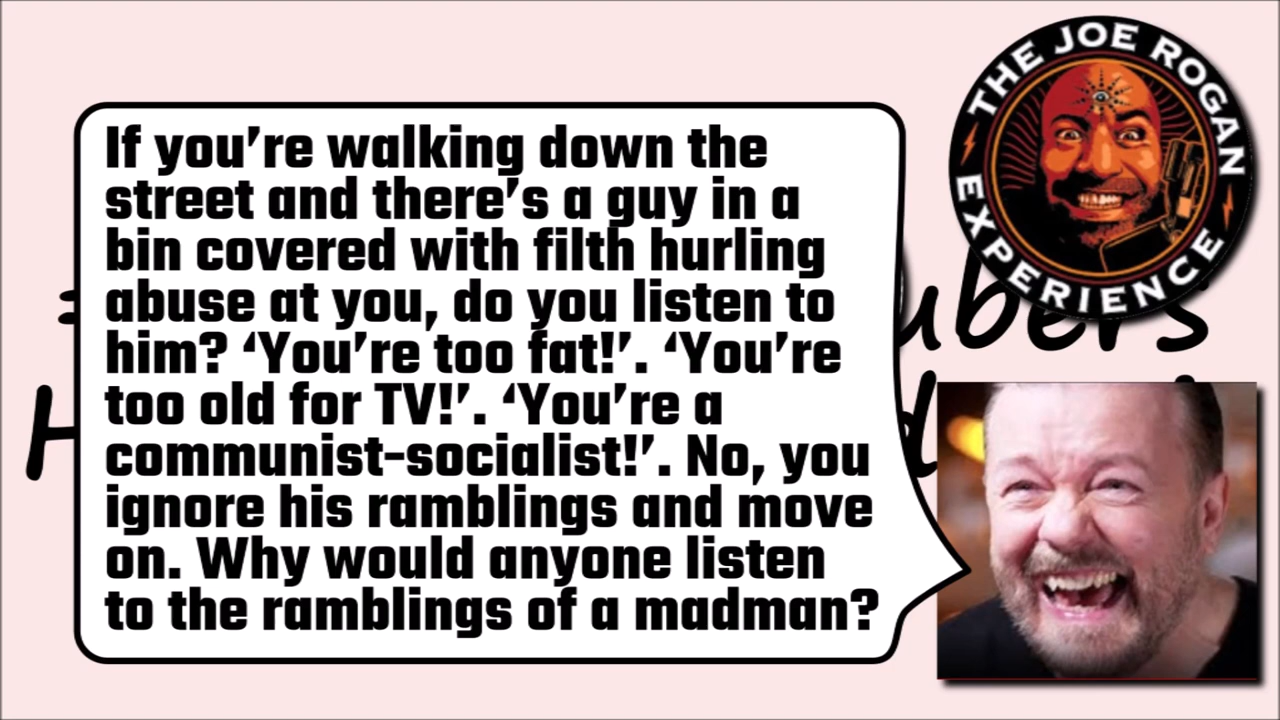 THE JOE ROGAN
EXPERIENCE
If you're walking down the
street and there's a guy in a
bin covered with filth hurling
abuse at you, do you listen to
him? ‘You're too fat!’. ‘You're
too old for TV!’. ‘You're a
communist-socialist!’. No, you
ignore his ramblings and move
on. Why would anyone listen
to the ramblings of a madman?